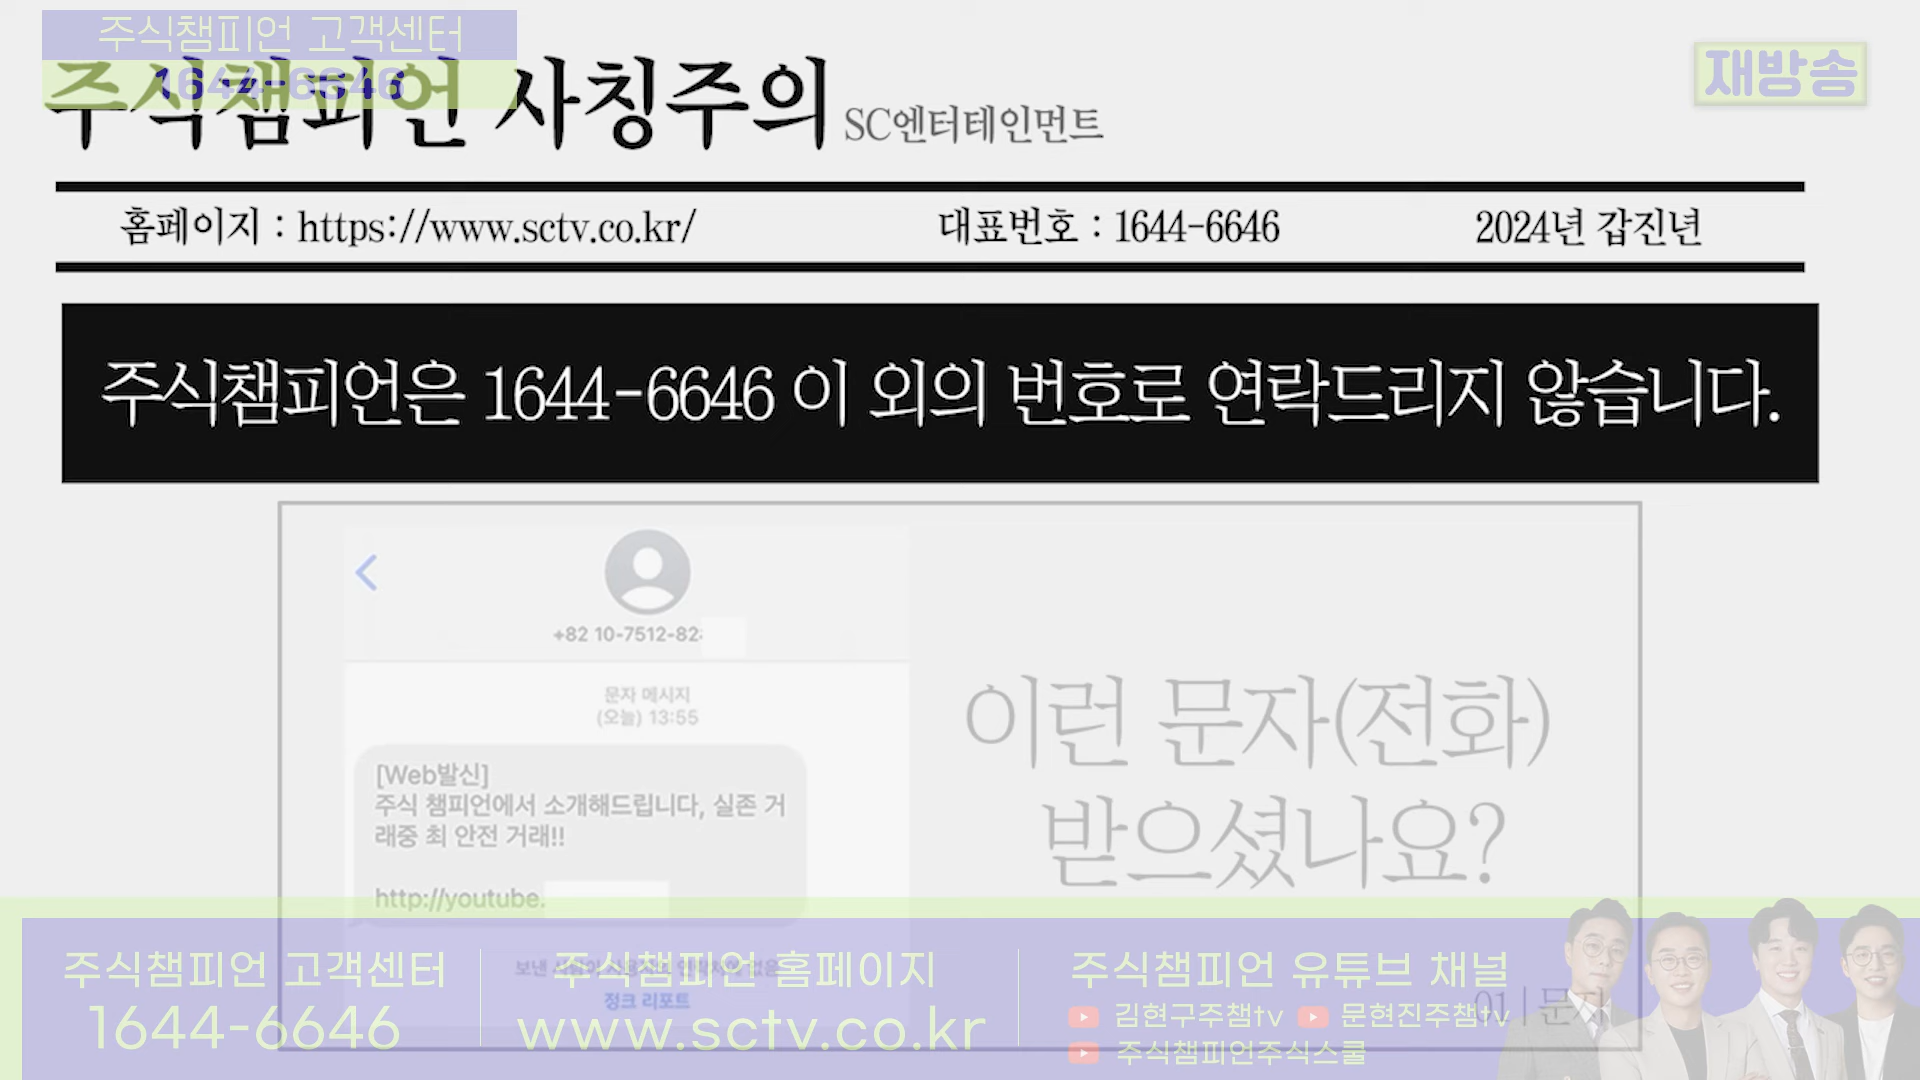 주식챔피언 고객센터
1644-6646
재방송
주식챔피언 사칭주의 SC엔터테인먼트
홈페이지 : https://www.sctv.co.kr/ 대표번호 : 1644-6646 2024년 갑진년
주식챔피언은 1644-6646 이 외의 번호로 연락드리지 않습니다.
+82 10-7512-82
문자 메시지
(오늘) 13:55
[Web발신]
주식 챔피언에서 소개해드립니다, 실존 거
래중 최 안전 거래!!
http://youtube.
이런 문자(전화)
받으셨나요?
보낸
정크 리포트
01 | 문자
주식챔피언 고객센터
1644-6646
주식챔피언 홈페이지
www.sctv.co.kr
주식챔피언 유튜브 채널
김현구주챔tv 문현진주챔tv
주식챔피언주식스쿨